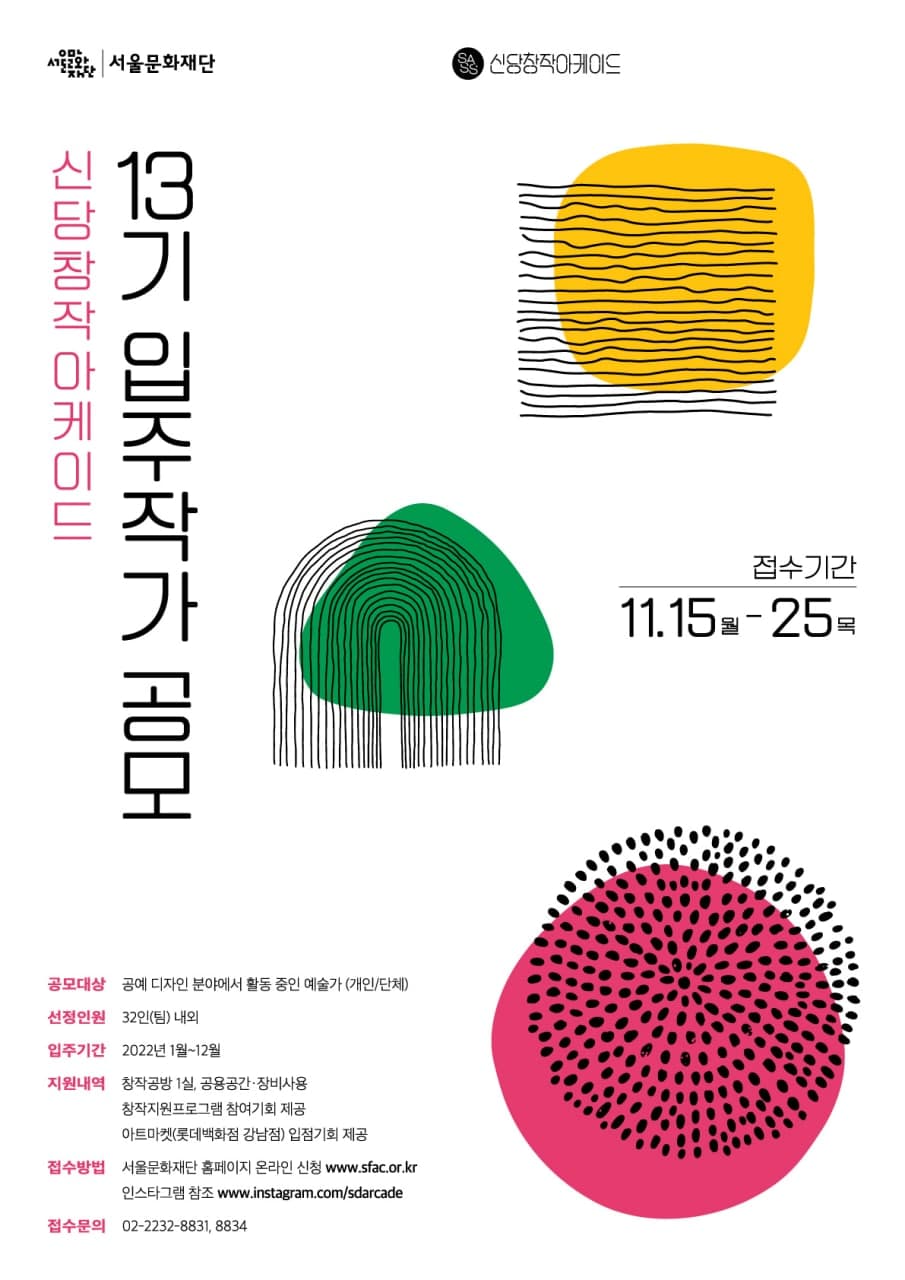 서울문화재단
서울문화재단
SA
SS
신당창작아케이드
신당창작아케이드
13기 입주작가 공모
접수기간
11.15월 - 25목
공모대상 공예 디자인 분야에서 활동 중인 예술가 (개인/단체)
선정인원 32인(팀) 내외
입주기간 2022년 1월~12월
지원내역 창작공방 1실, 공용공간·장비사용
창작지원프로그램 참여기회 제공
아트마켓(롯데백화점 강남점) 입점기회 제공
접수방법 서울문화재단 홈페이지 온라인 신청 www.sfac.or.kr
인스타그램 참조 www.instagram.com/sdarcade
접수문의 02-2232-8831, 8834